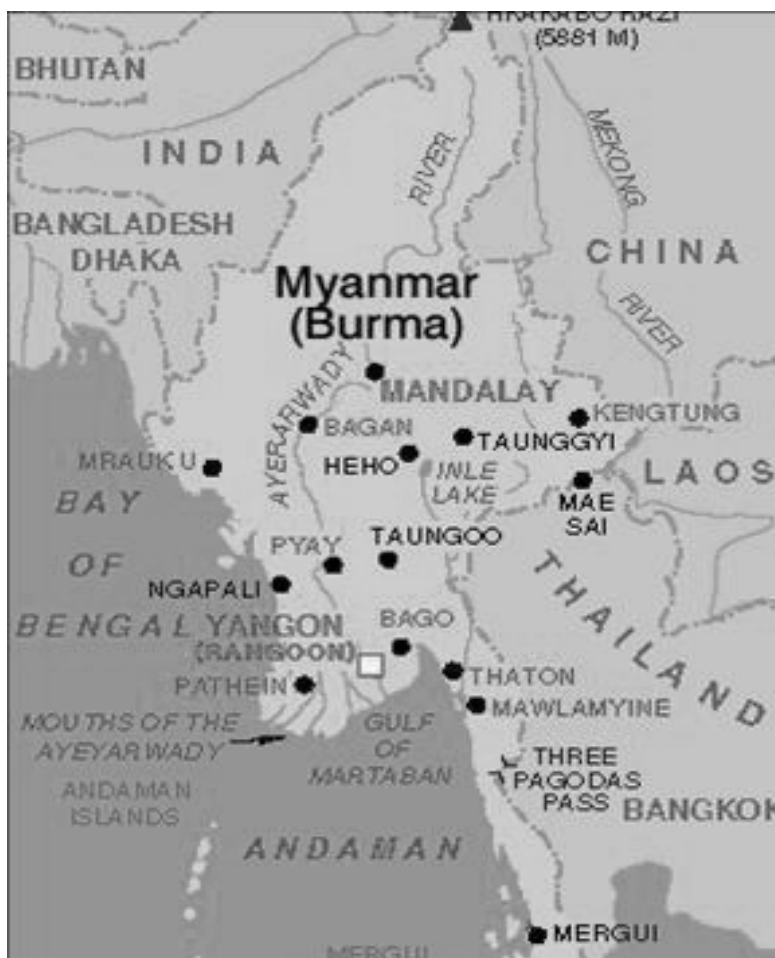 HKAKABO RAZI
(5881 M)
BHUTAN
INDIA
MEKONG
RIVER
BANGLADESH
DHAKA
CHINA
Myanmar
(Burma)
RIVER
AYERARWADY
MANDALAY
KENGTUNG
BAGAN
TAUNGGYI
MRAUK U
HEHO
INLE
LAKE
LAOS
BAY
OF
BENGAL
MAE
SAI
TAUNGOO
PYAY
NGAPALI
THAILAND
YANGON
(RANGOON)
BAGO
PATHEIN
THATON
MAWLAMYINE
MOUTHS OF THE
AYEYARWADY
GULF
OF
MARTABAN
THREE
PAGODAS
PASS
ANDAMAN
ISLANDS
BANGKOK
ANDAMAN
MERGUI
MERGUI